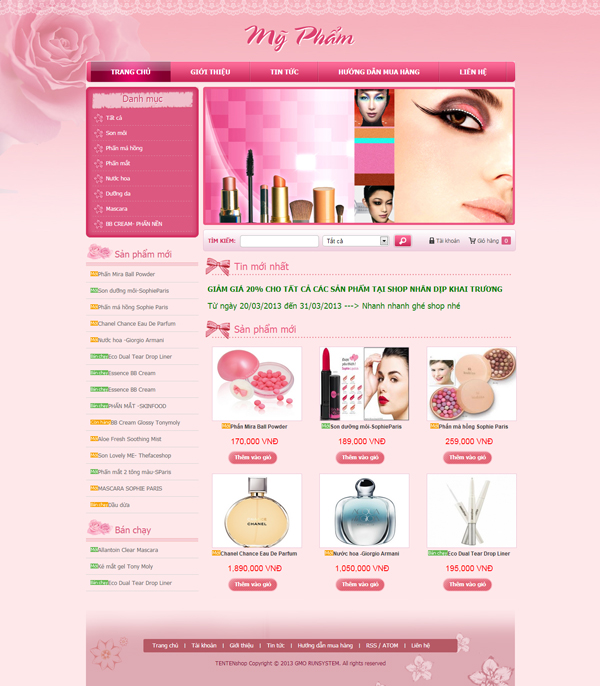 Mỹ Phẩm
TRANG CHỦ GIỚI THIỆU TIN TỨC HƯỚNG DẪN MUA HÀNG LIÊN HỆ
Danh mục
Tất cả
Son môi
Phấn má hồng
Phấn mắt
Nước hoa
Dưỡng da
Mascara
BB CREAM- PHẤN NỀN
TÌM KIẾM: Tất cả Tài khoản Giỏ hàng 0
Sản phẩm mới
Mới Phấn Mira Ball Powder
Mới Son dưỡng môi-SophieParis
Mới Phấn má hồng Sophie Paris
Mới Chanel Chance Eau De Parfum
Mới Nước hoa -Giorgio Armani
Bán chạy Eco Dual Tear Drop Liner
Bán chạy Essence BB Cream
Bán chạy Essence BB Cream
Bán chạy PHẤN MẮT -SKINFOOD
BB Cream Glossy Tonymoly
Mới Aloe Fresh Soothing Mist
Mới Son Lovely ME- Thefaceshop
Mới Phấn mắt 2 tông màu-SParis
Mới MASCARA SOPHIE PARIS
Bán chạy Dầu dừa
Bán chạy
Mới Allantoin Clear Mascara
Mới Kẻ mắt gel Tony Moly
Bán chạy Eco Dual Tear Drop Liner
Tin mới nhất
GIẢM GIÁ 20% CHO TẤT CẢ CÁC SẢN PHẨM TẠI SHOP NHÂN DỊP KHAI TRƯƠNG
Từ ngày 20/03/2013 đến 31/03/2013 ---> Nhanh nhanh ghé shop nhé
Sản phẩm mới
Mới Phấn Mira Ball Powder
170,000 VNĐ
Thêm vào giỏ
Mới Son dưỡng môi-SophieParis
189,000 VNĐ
Thêm vào giỏ
Mới Phấn má hồng Sophie Paris
259,000 VNĐ
Thêm vào giỏ
CHANEL
Mới Chanel Chance Eau De Parfum
1,890,000 VNĐ
Thêm vào giỏ
Mới Nước hoa -Giorgio Armani
1,050,000 VNĐ
Thêm vào giỏ
Bán chạy Eco Dual Tear Drop Liner
195,000 VNĐ
Thêm vào giỏ
Trang chủ | Tài khoản | Giới thiệu | Tin tức | Hướng dẫn mua hàng | RSS / ATOM | Liên hệ
TENTENshop Copyright © 2013 GMO RUNSYSTEM. All rights reserved